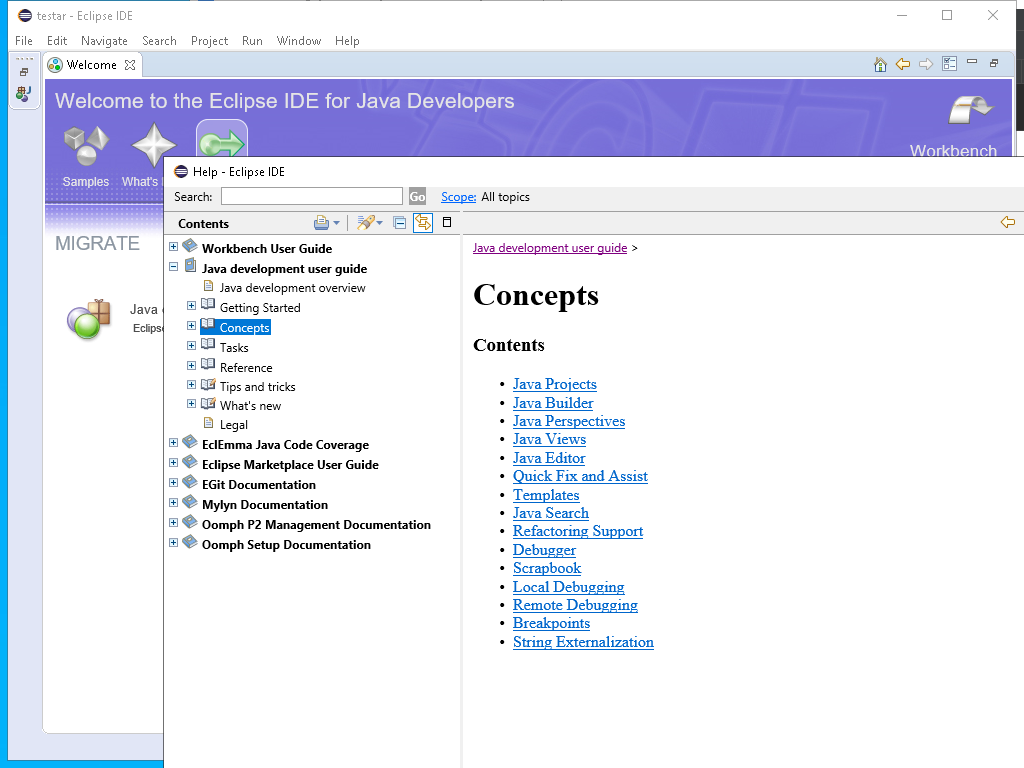 testar - Eclipse IDE
File Edit Navigate Search Project Run Window Help
Welcome
Welcome to the Eclipse IDE for Java Developers
Samples What's
Workbench
MIGRATE
Java
Eclipse
Help - Eclipse IDE
Search: Go Scope: All topics
Contents
Workbench User Guide
Java development user guide
Java development overview
Getting Started
Concepts
Tasks
Reference
Tips and tricks
What's new
Legal
EclEmma Java Code Coverage
Eclipse Marketplace User Guide
EGit Documentation
Mylyn Documentation
Oomph P2 Management Documentation
Oomph Setup Documentation
Java development user guide >
Concepts
Contents
• Java Projects
• Java Builder
• Java Perspectives
• Java Views
• Java Editor
• Quick Fix and Assist
• Templates
• Java Search
• Refactoring Support
• Debugger
• Scrapbook
• Local Debugging
• Remote Debugging
• Breakpoints
• String Externalization